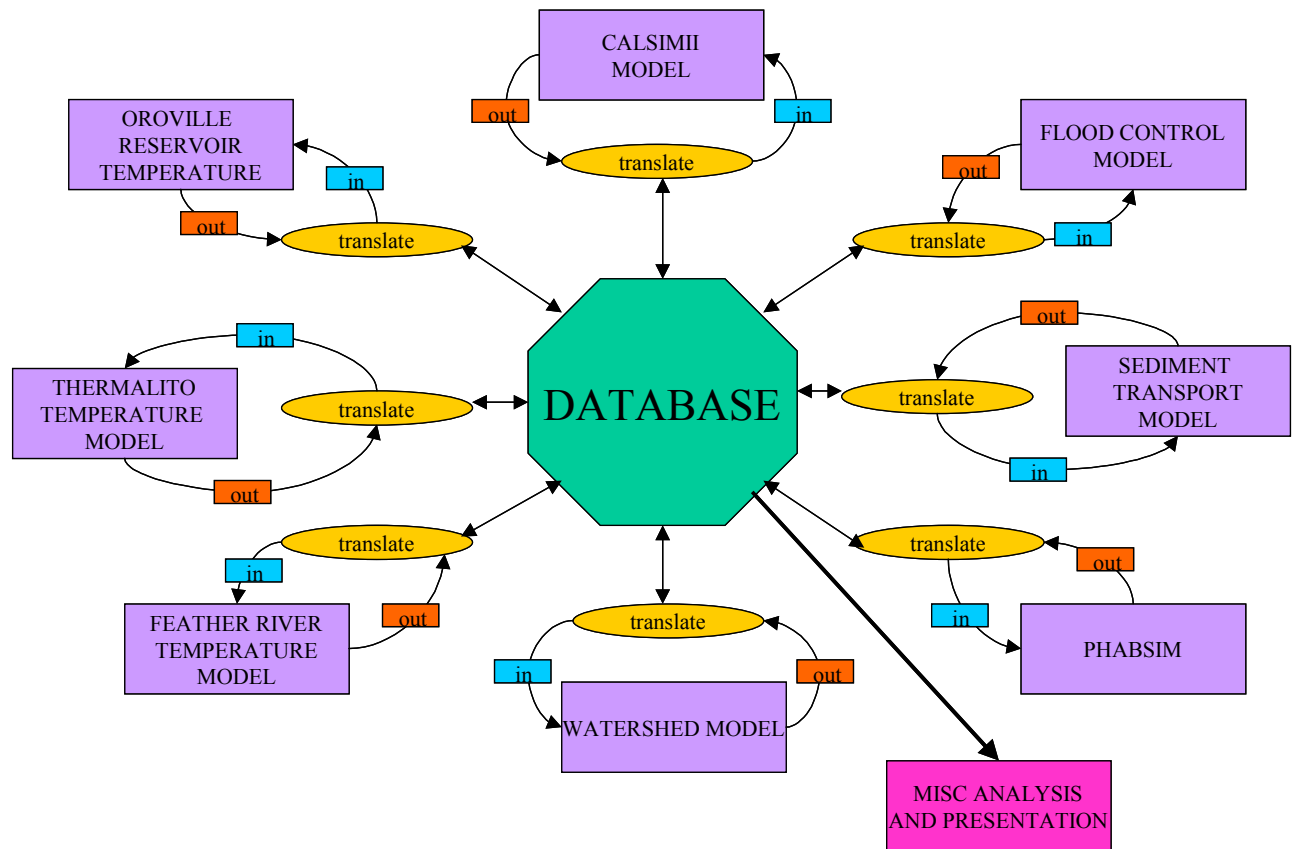 CALSIMII
MODEL
out
in
translate
OROVILLE
RESERVOIR
TEMPERATURE
in
out
translate
FLOOD CONTROL
MODEL
out
in
translate
in
THERMALITO
TEMPERATURE
MODEL
translate
out
DATABASE
out
SEDIMENT
TRANSPORT
MODEL
translate
in
translate
in
out
FEATHER RIVER
TEMPERATURE
MODEL
translate
in
out
WATERSHED MODEL
translate
out
in
PHABSIM
MISC ANALYSIS
AND PRESENTATION